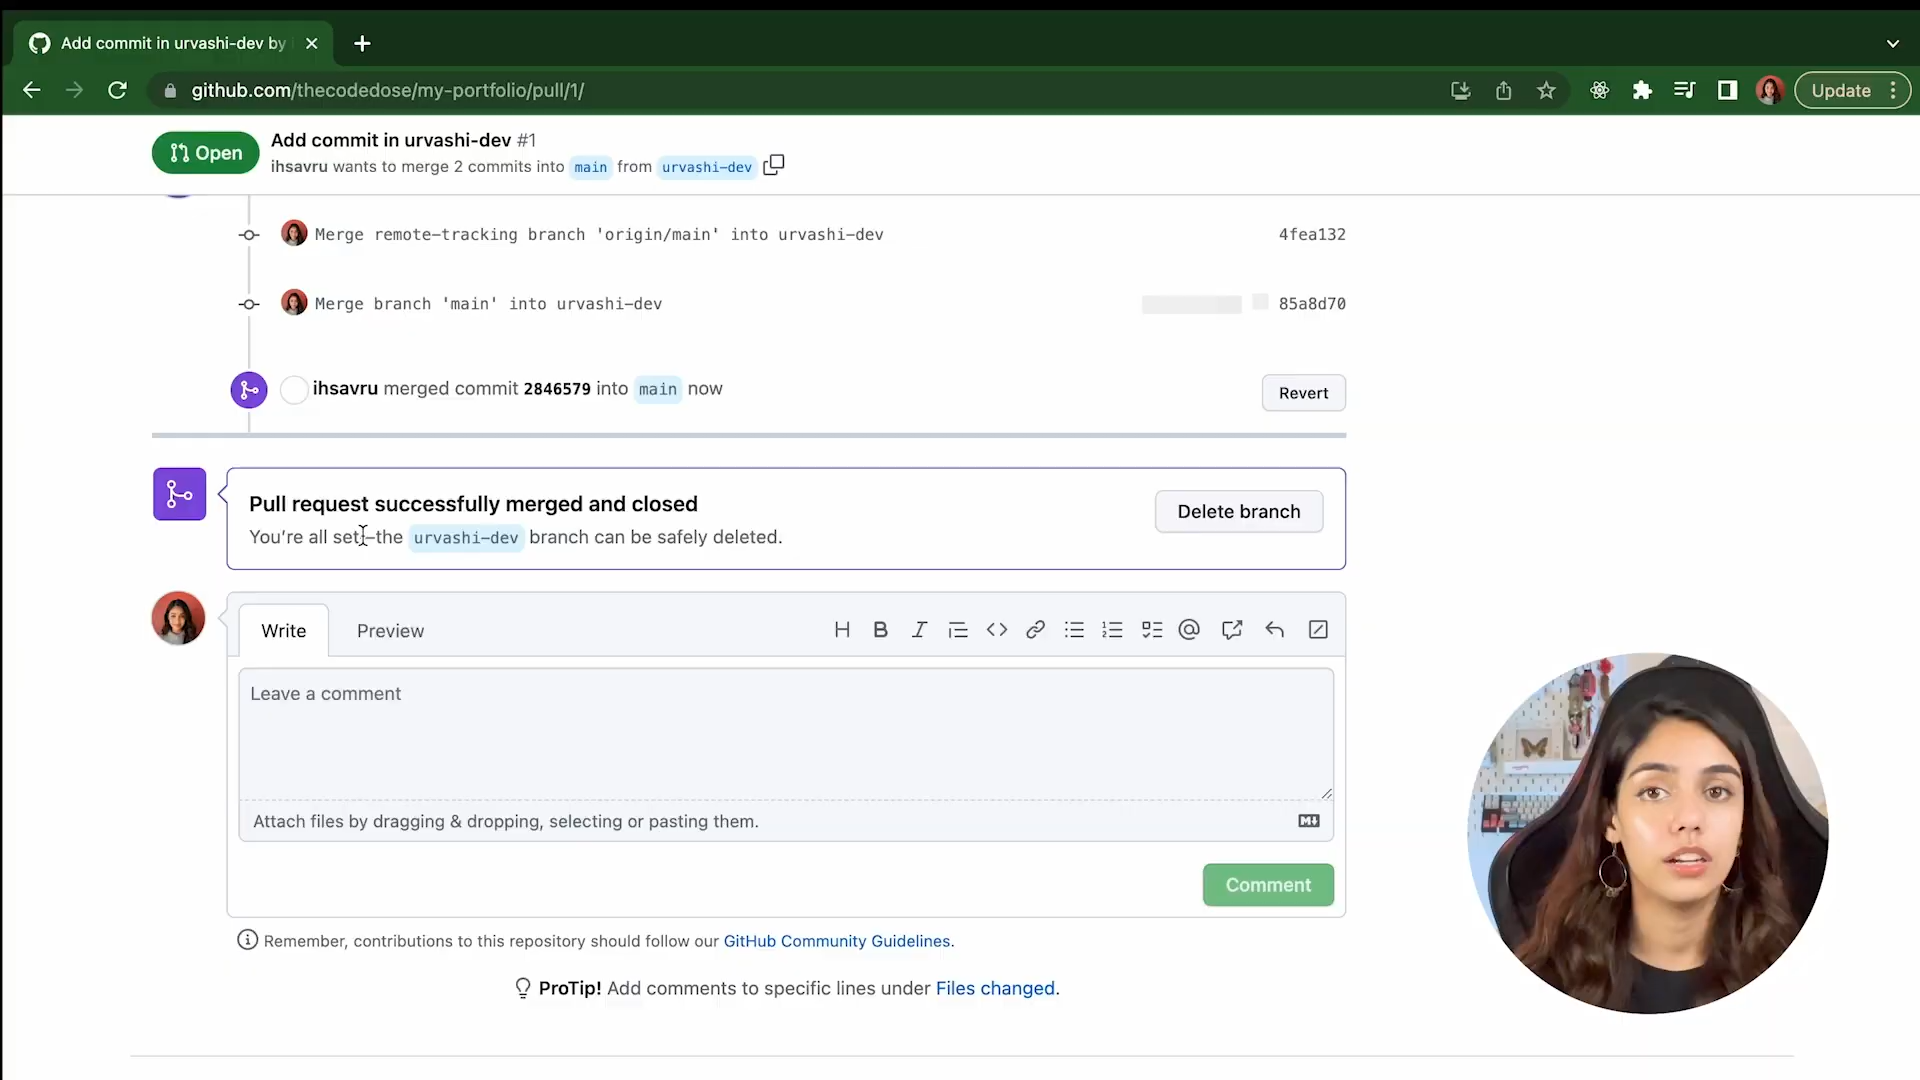 Add commit in urvashi-dev by
github.com/thecodedose/my-portfolio/pull/1/
Update
Open
Add commit in urvashi-dev #1
ihsavru wants to merge 2 commits into main from urvashi-dev
Merge remote-tracking branch 'origin/main' into urvashi-dev 4fea132
Merge branch 'main' into urvashi-dev 85a8d70
ihsavru merged commit 2846579 into main now
Revert
Pull request successfully merged and closed
You're all set—the urvashi-dev branch can be safely deleted.
Delete branch
Write Preview
Leave a comment
Attach files by dragging & dropping, selecting or pasting them.
Comment
Remember, contributions to this repository should follow our GitHub Community Guidelines.
ProTip! Add comments to specific lines under Files changed.